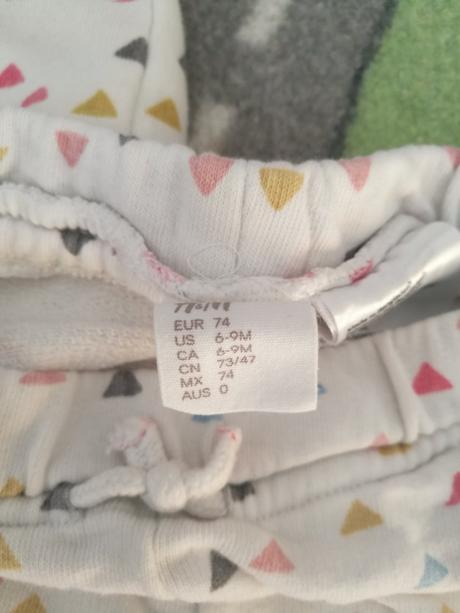 H&M
EUR 74
US 6-9M
CA 6-9M
CN 73/47
MX 74
AUS 0